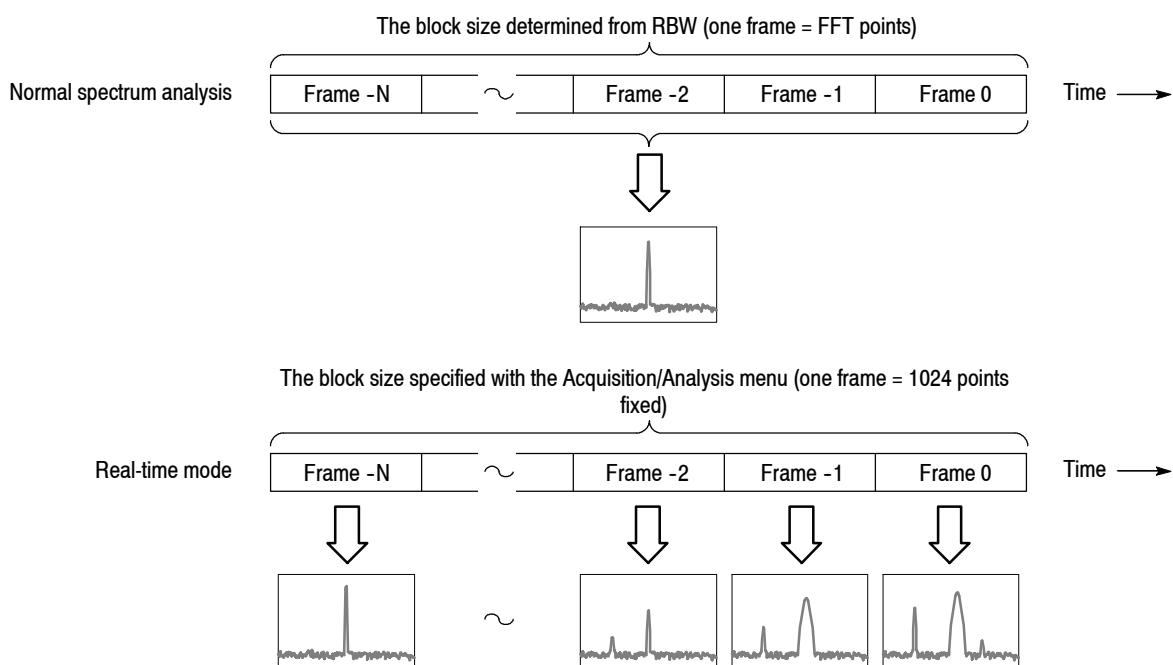 The block size determined from RBW (one frame = FFT points)
Normal spectrum analysis
Frame -N
Frame -2
Frame -1
Frame 0
Time
The block size specified with the Acquisition/Analysis menu (one frame = 1024 points
fixed)
Real-time mode
Frame -N
Frame -2
Frame -1
Frame 0
Time